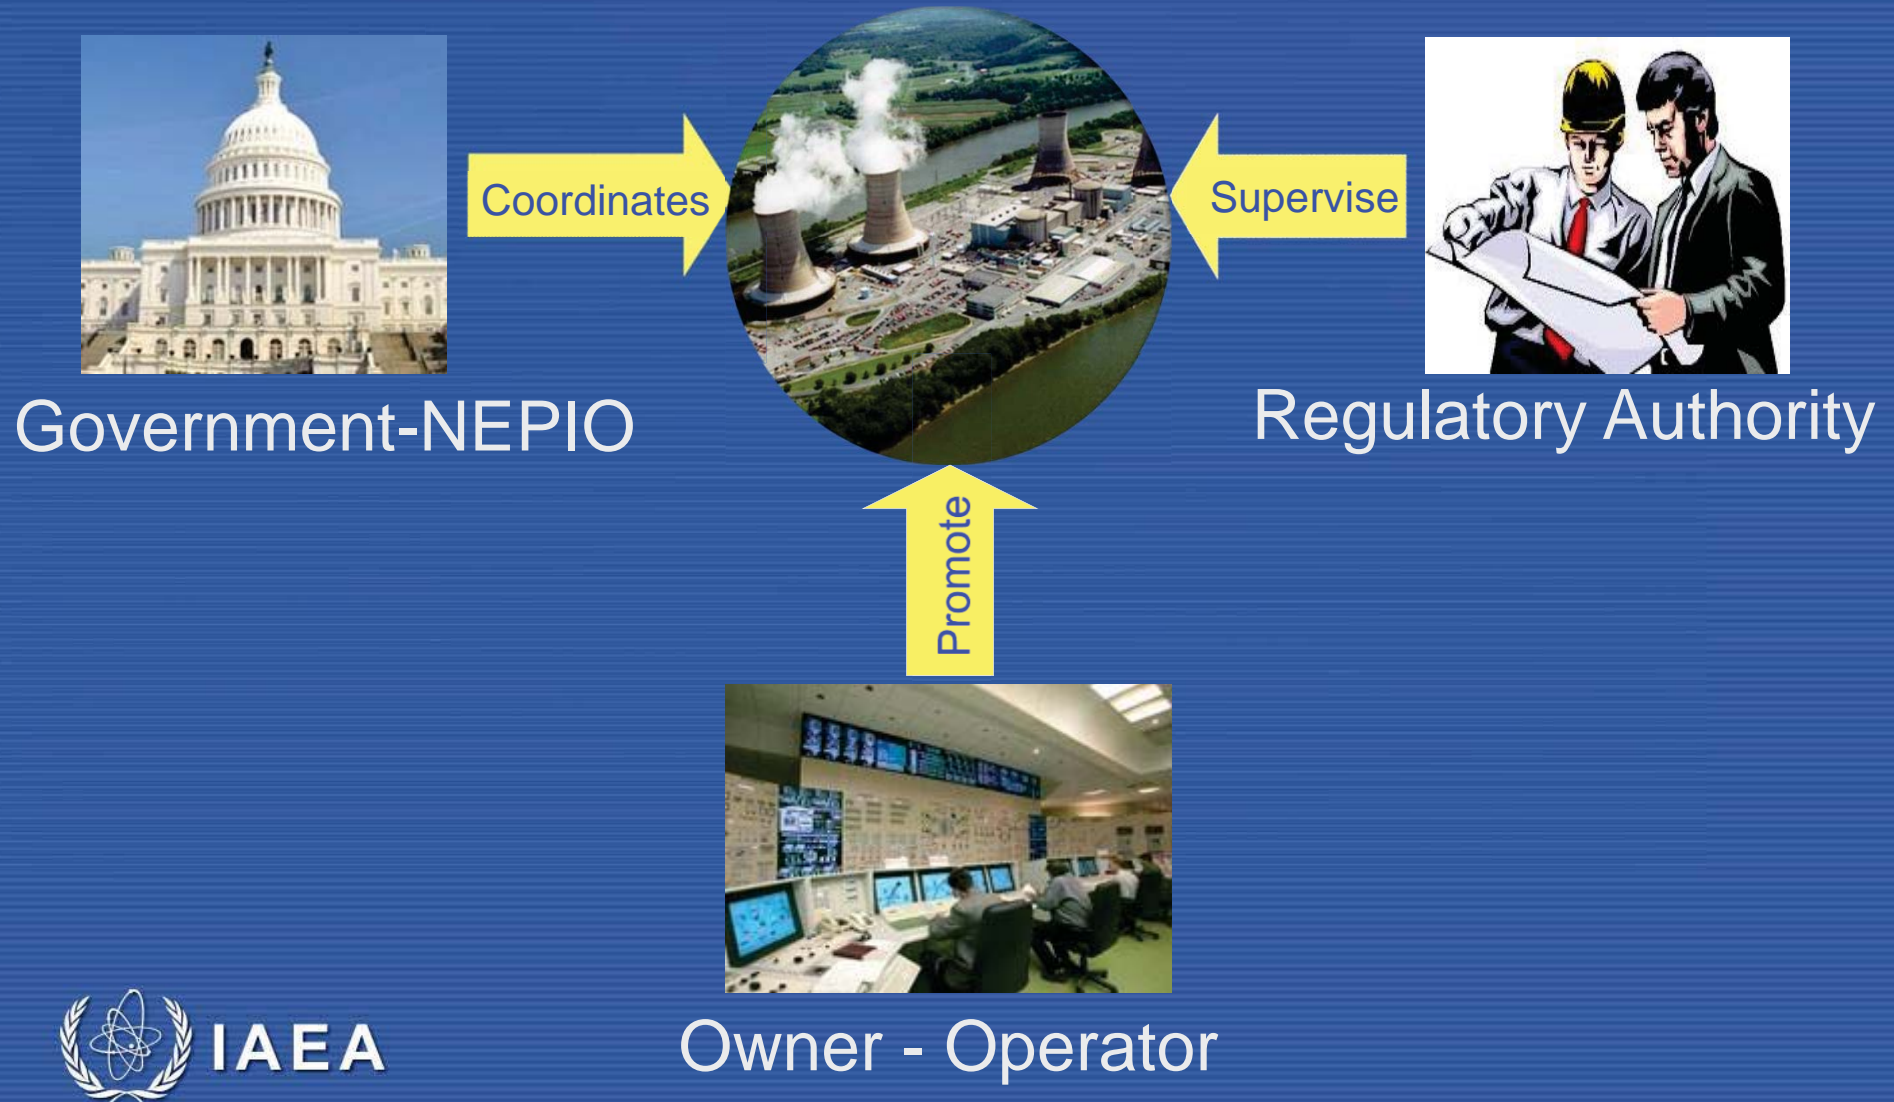 Coordinates
Supervise
Government-NEPIO
Regulatory Authority
Promote
Owner - Operator
IAEA